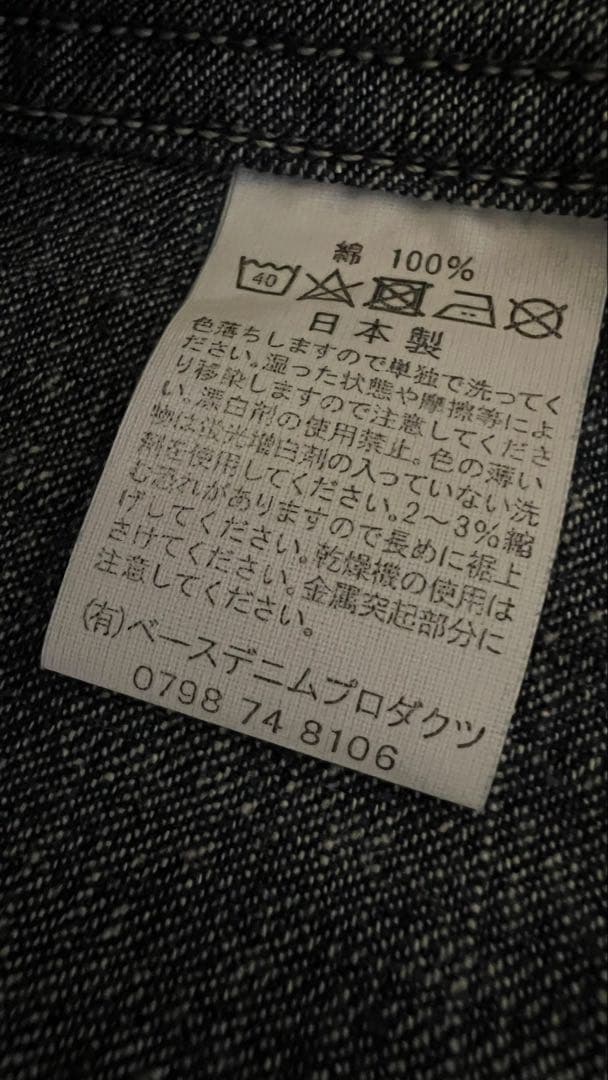 綿 100%
40
日本製
色落ちしますので単独で洗ってく
ださい。湿った状態や摩擦等によ
り移染しますので注意してくださ
い。漂白剤の使用禁止。色の薄い
物は蛍光増白剤の入っていない洗
剤を使用してください。2〜3%縮
む恐れがありますので長めに裾上
げしてください。乾燥機の使用は
さけてください。金属突起部分に
注意してください。
(有)ベースデニムプロダクツ
0798 74 8106